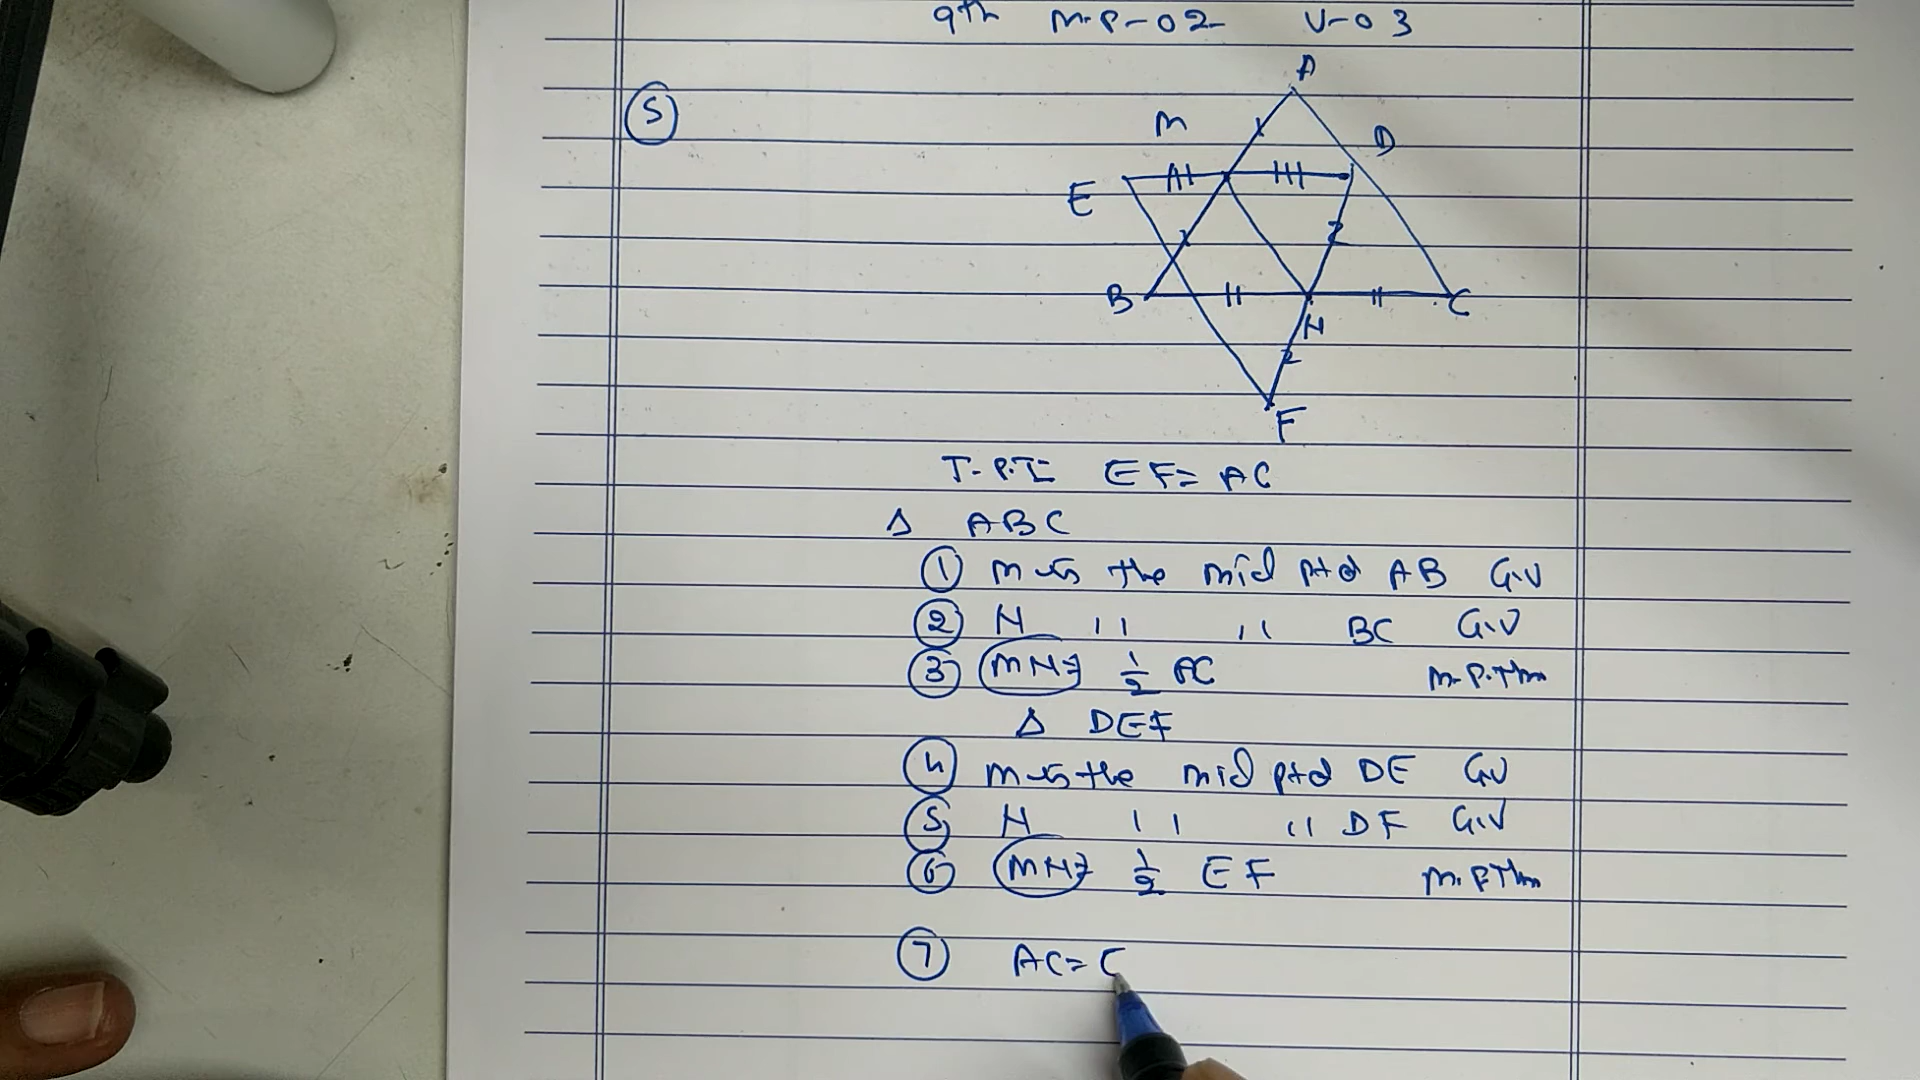 9th M.P-02 V-03
5
A
M
D
E
B
C
N
F
T.P.T EF= AC
Δ ABC
① M is the mid pt of AB G.V
② N '' '' BC G.V
③ MN= 1/2 AC M.P.Thm
Δ DEF
④ M is the mid pt of DE GV
⑤ N '' '' DF G.V
⑥ MN= 1/2 EF M.P Thm
⑦ AC=